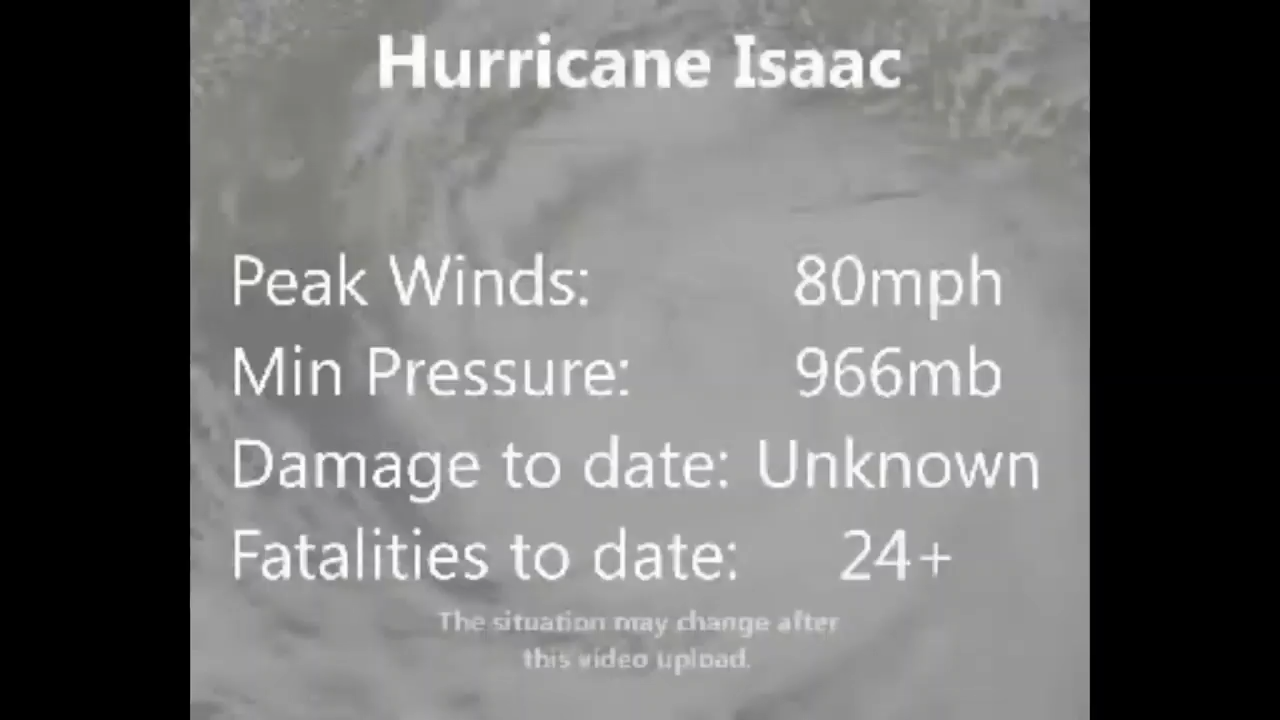 Hurricane Isaac
Peak Winds: 80mph
Min Pressure: 966mb
Damage to date: Unknown
Fatalities to date: 24+
The situation may change after
this video upload.